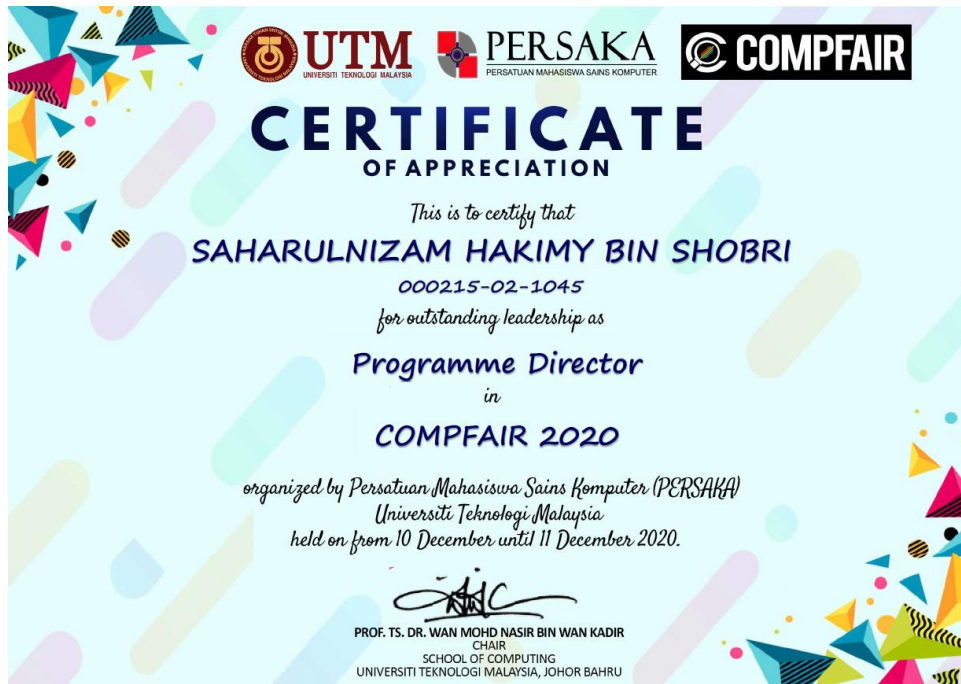 UTM
UNIVERSITI TEKNOLOGI MALAYSIA
PERSAKA
PERSATUAN MAHASISWA SAINS KOMPUTER
COMPFAIR
CERTIFICATE
OF APPRECIATION
This is to certify that
SAHARULNIZAM HAKIMY BIN SHOBRI
000215-02-1045
for outstanding leadership as
Programme Director
in
COMPFAIR 2020
organized by Persatuan Mahasiswa Sains Komputer (PERSAKA)
Universiti Teknologi Malaysia
held on from 10 December until 11 December 2020.
PROF. TS. DR. WAN MOHD NASIR BIN WAN KADIR
CHAIR
SCHOOL OF COMPUTING
UNIVERSITI TEKNOLOGI MALAYSIA, JOHOR BAHRU